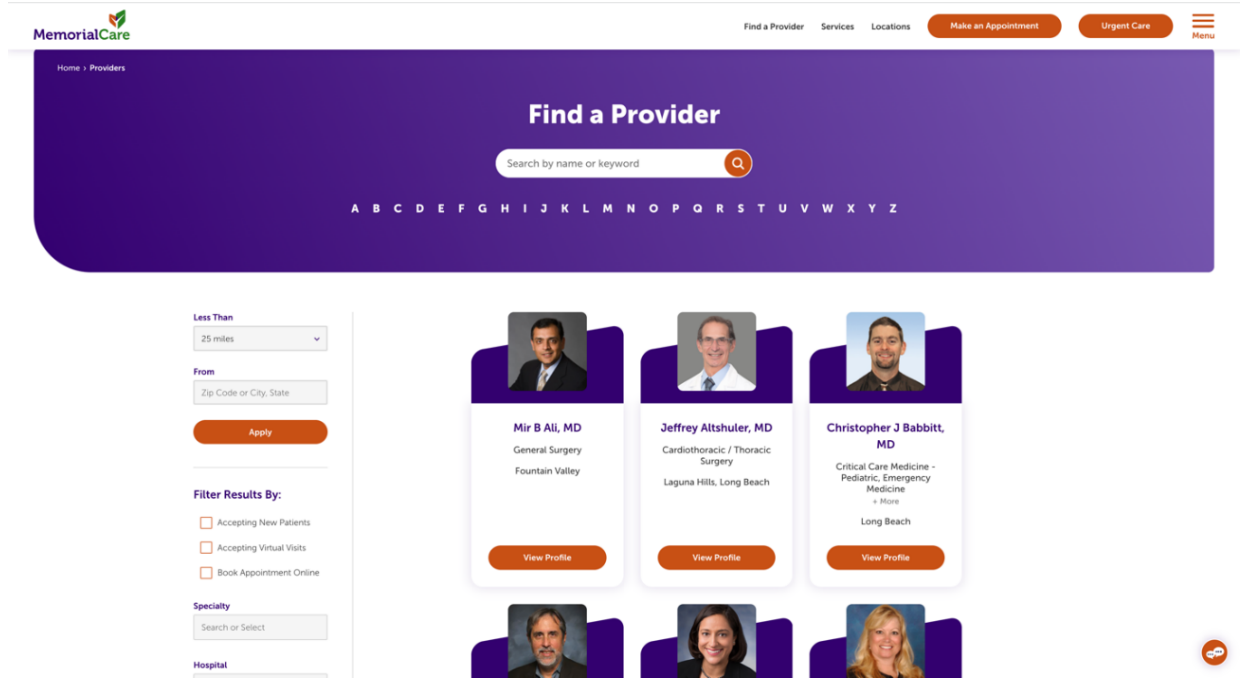 MemorialCare
Find a Provider
Services
Locations
Make an Appointment
Urgent Care
Menu
Home › Providers
Find a Provider
Search by name or keyword
A B C D E F G H I J K L M N O P Q R S T U V W X Y Z
Less Than
25 miles
From
Zip Code or City, State
Apply
Filter Results By:
Accepting New Patients
Accepting Virtual Visits
Book Appointment Online
Specialty
Search or Select
Hospital
Mir B Ali, MD
General Surgery
Fountain Valley
View Profile
Jeffrey Altshuler, MD
Cardiothoracic / Thoracic
Surgery
Laguna Hills, Long Beach
View Profile
Christopher J Babbitt,
MD
Critical Care Medicine -
Pediatric, Emergency
Medicine
+ More
Long Beach
View Profile